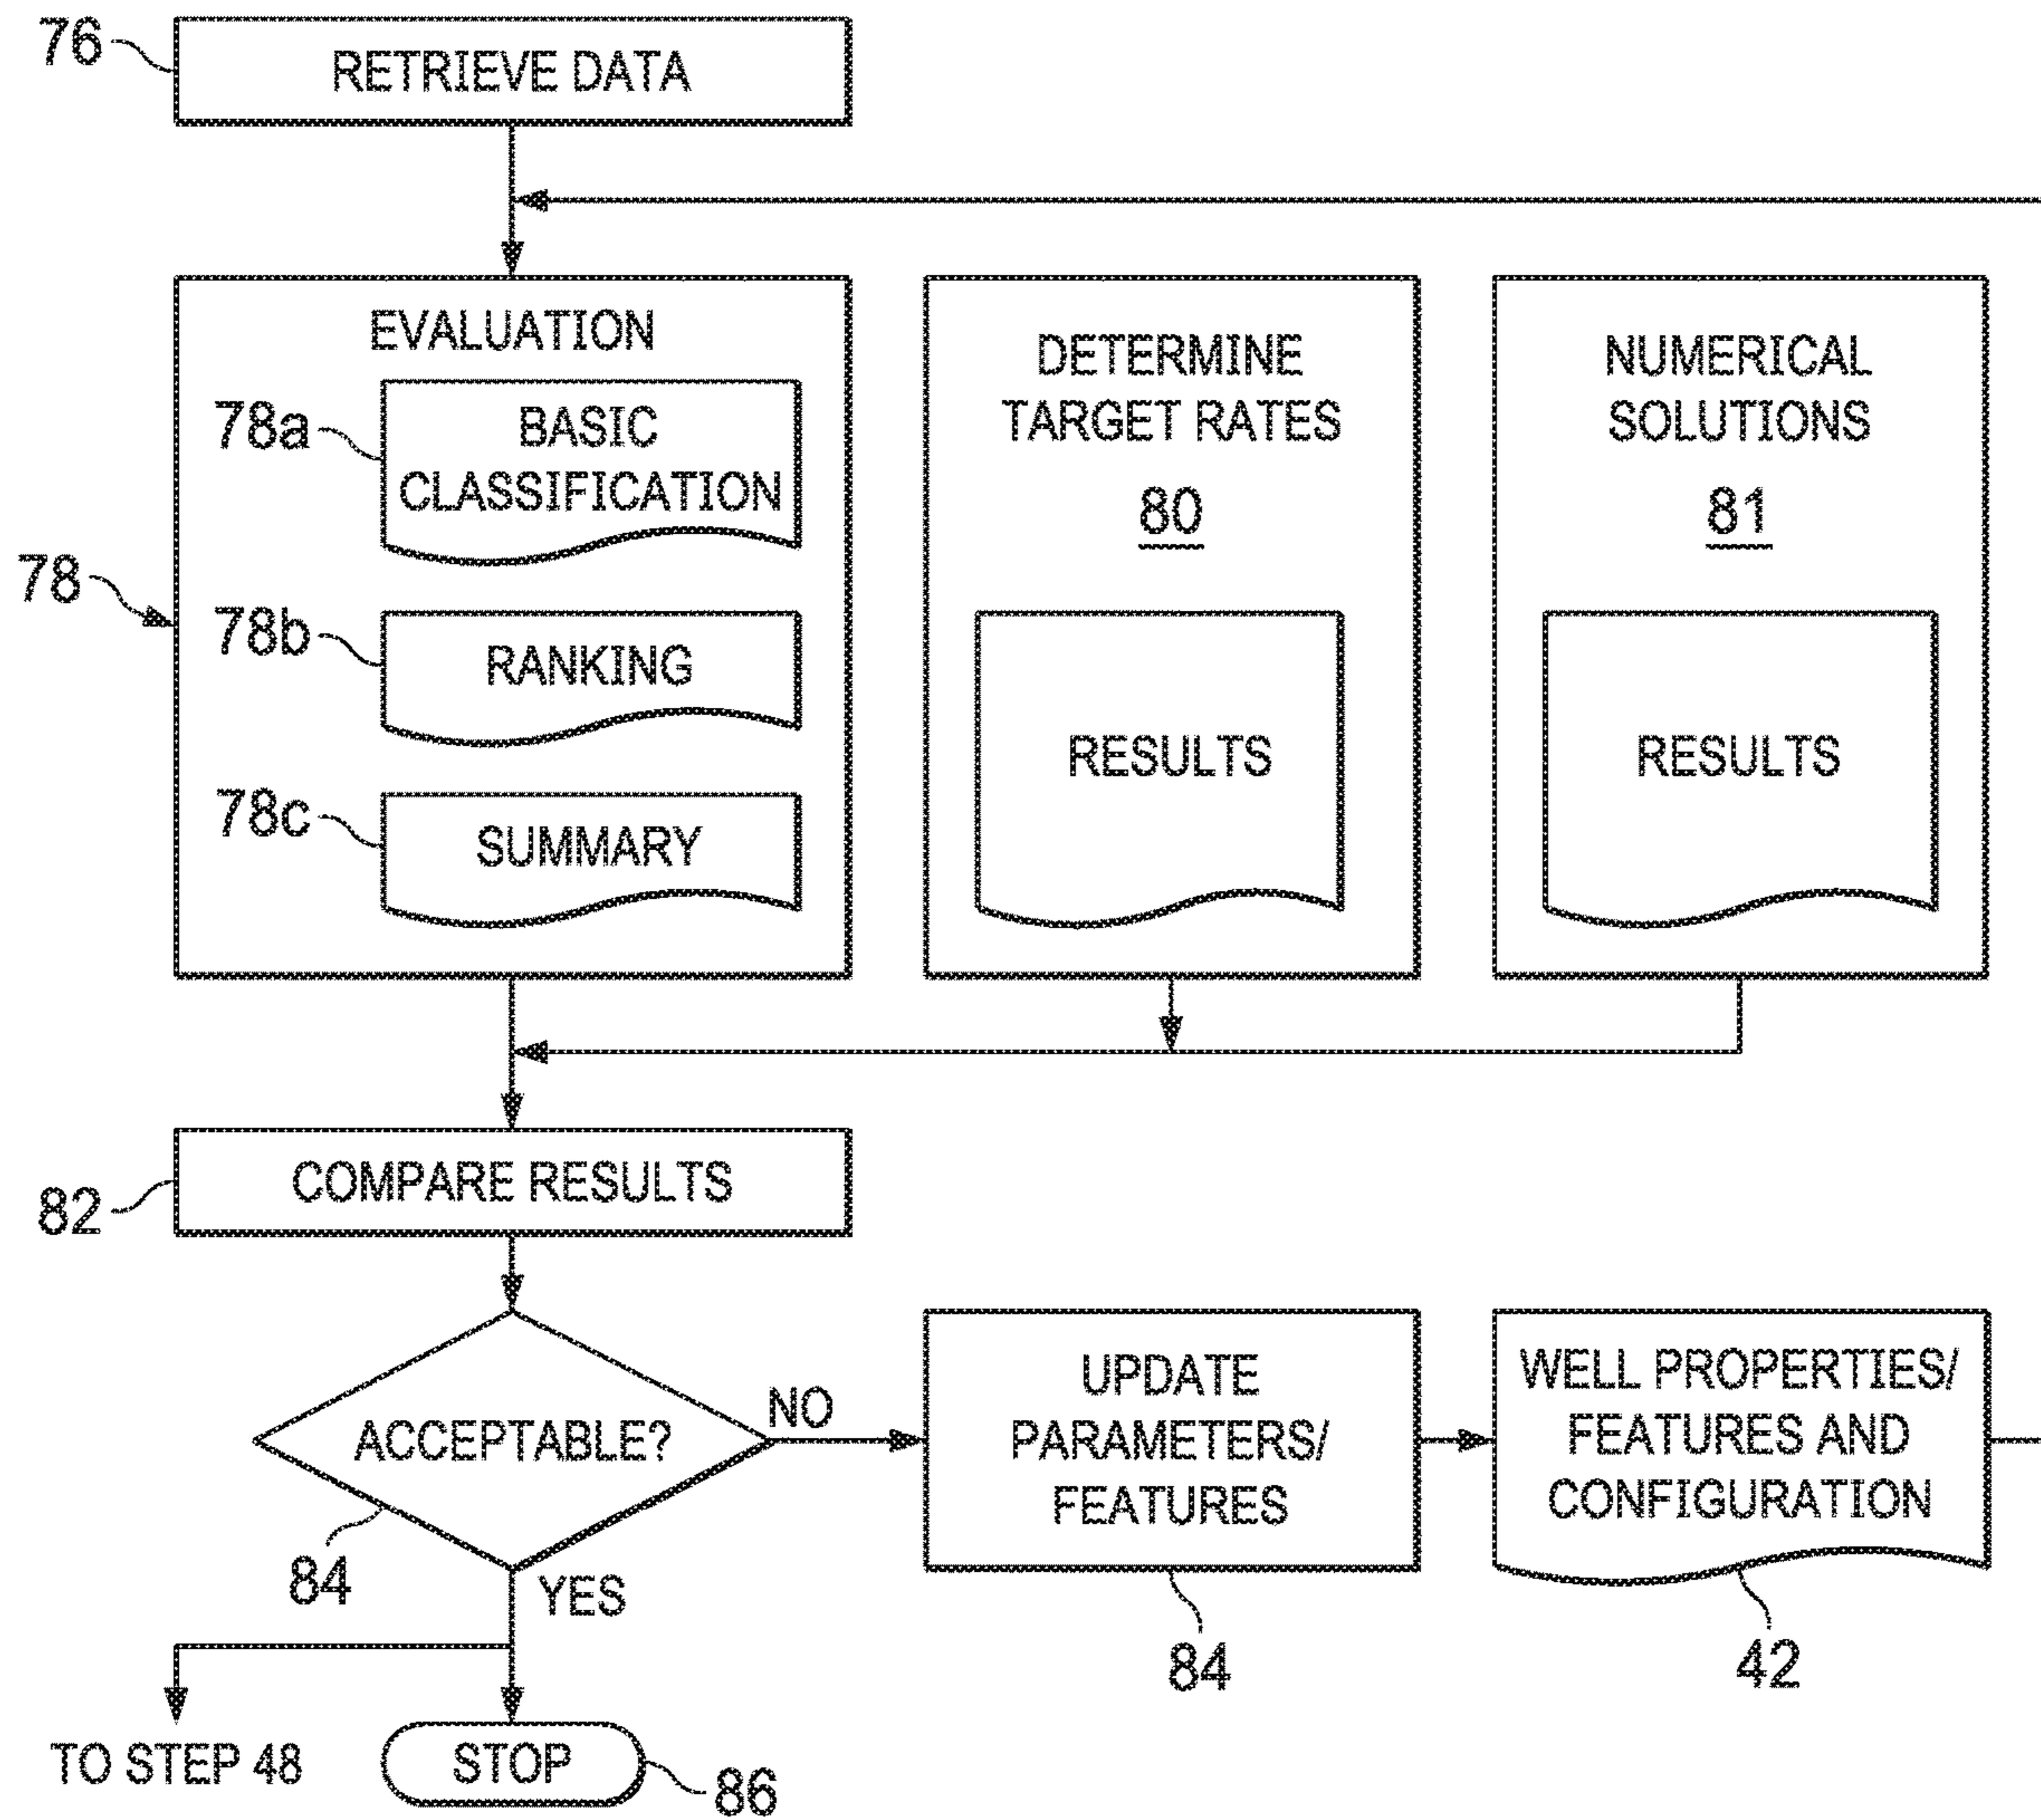 76
RETRIEVE DATA
EVALUATION
78a
BASIC
CLASSIFICATION
78
78b
RANKING
78c
SUMMARY
DETERMINE
TARGET RATES
80
RESULTS
NUMERICAL
SOLUTIONS
81
RESULTS
82
COMPARE RESULTS
ACCEPTABLE?
84
NO
YES
UPDATE
PARAMETERS/
FEATURES
84
WELL PROPERTIES/
FEATURES AND
CONFIGURATION
42
TO STEP 48
STOP
86